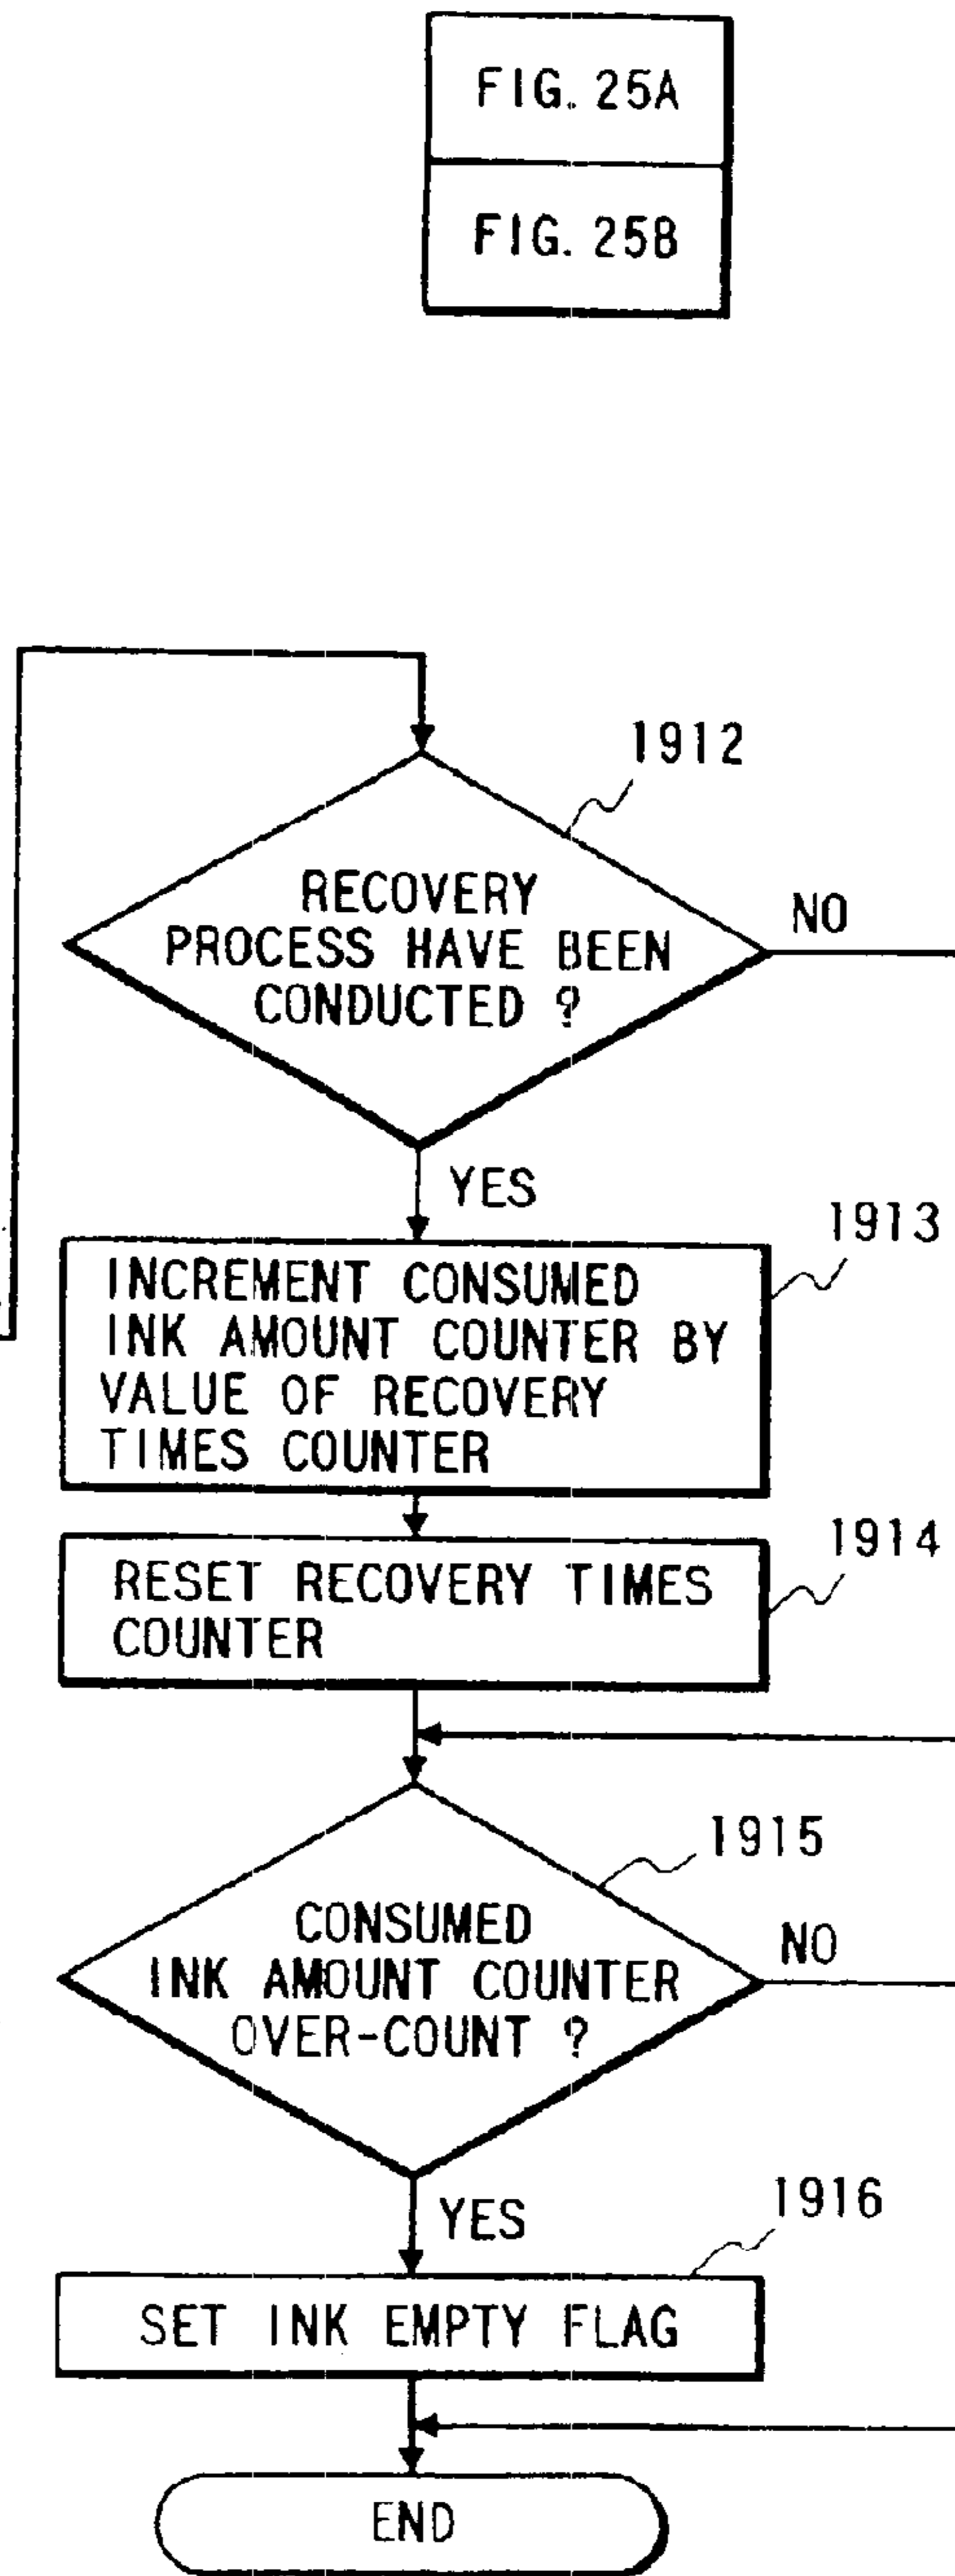 FIG. 25A
FIG. 25B
1912
RECOVERY
PROCESS HAVE BEEN
CONDUCTED ?
NO
YES
1913
INCREMENT CONSUMED
INK AMOUNT COUNTER BY
VALUE OF RECOVERY
TIMES COUNTER
1914
RESET RECOVERY TIMES
COUNTER
1915
CONSUMED
INK AMOUNT COUNTER
OVER-COUNT ?
NO
YES
1916
SET INK EMPTY FLAG
END